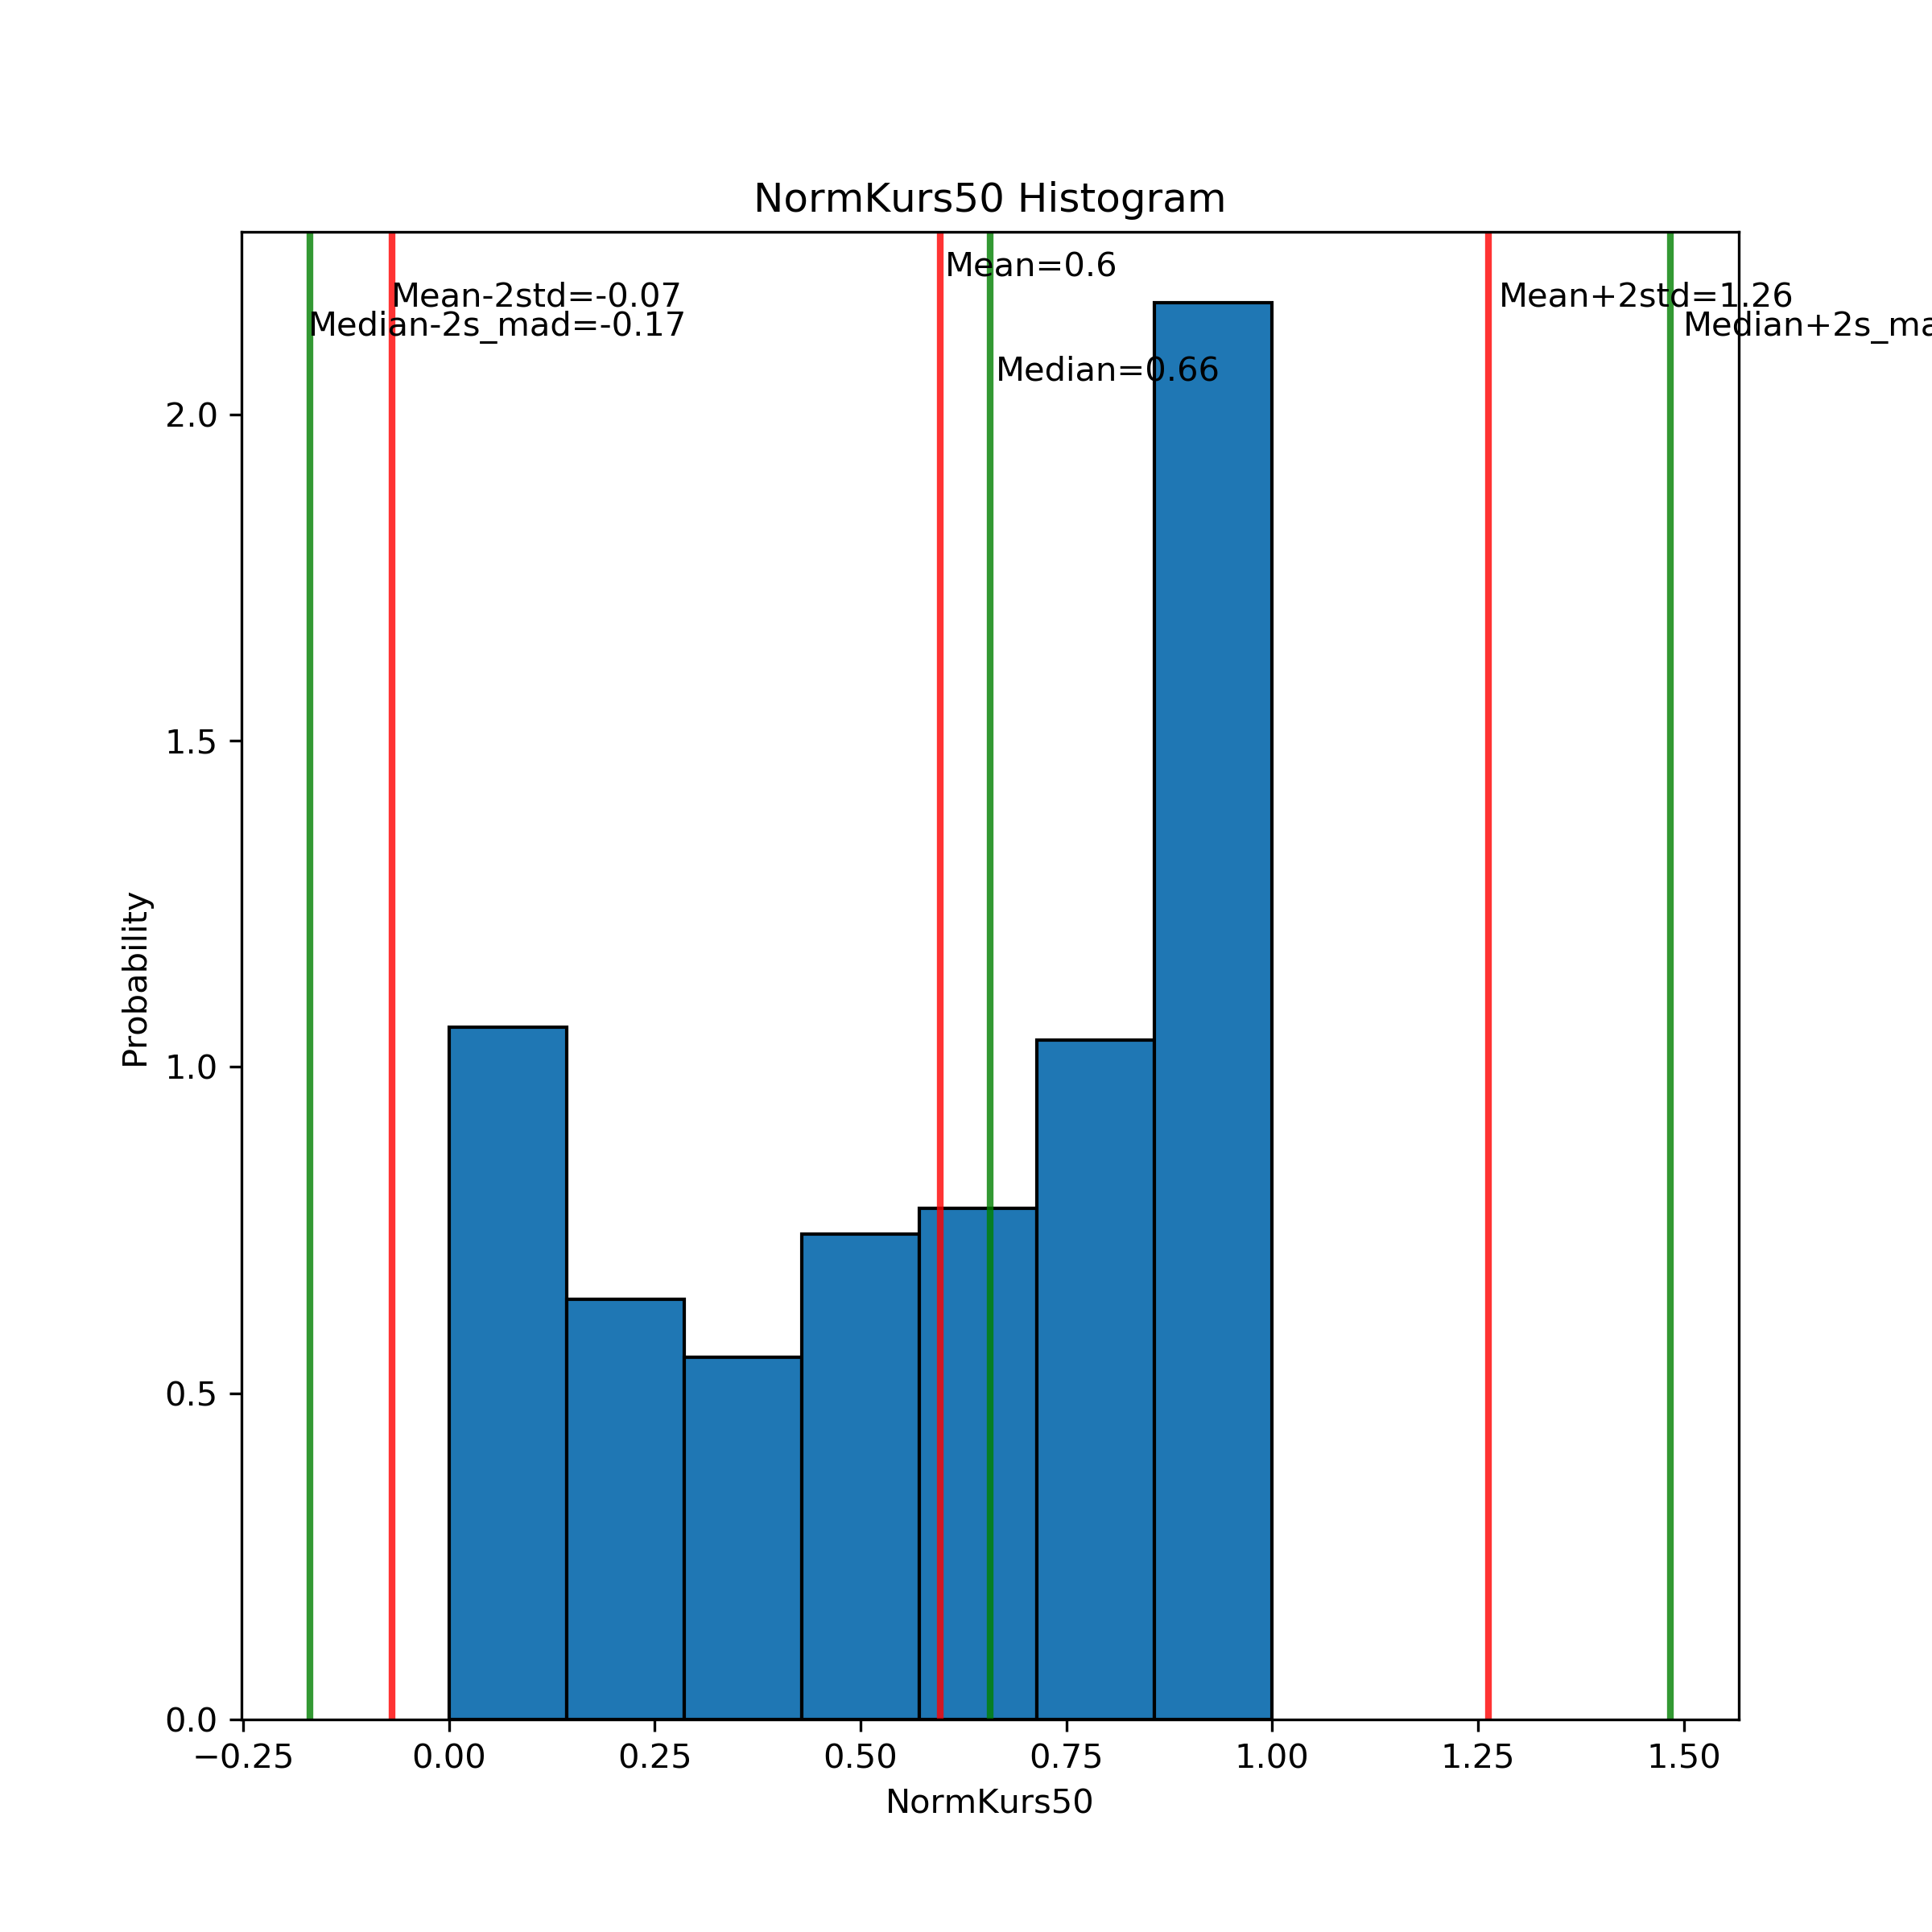 NormKurs50 Histogram
Mean=0.6
Mean-2std=-0.07
Mean+2std=1.26
Median-2s_mad=-0.17
Median=0.66
2.0
1.5
1.0
0.5
0.0
Probability
−0.25
0.00
0.25
0.50
0.75
1.00
1.25
1.50
NormKurs50